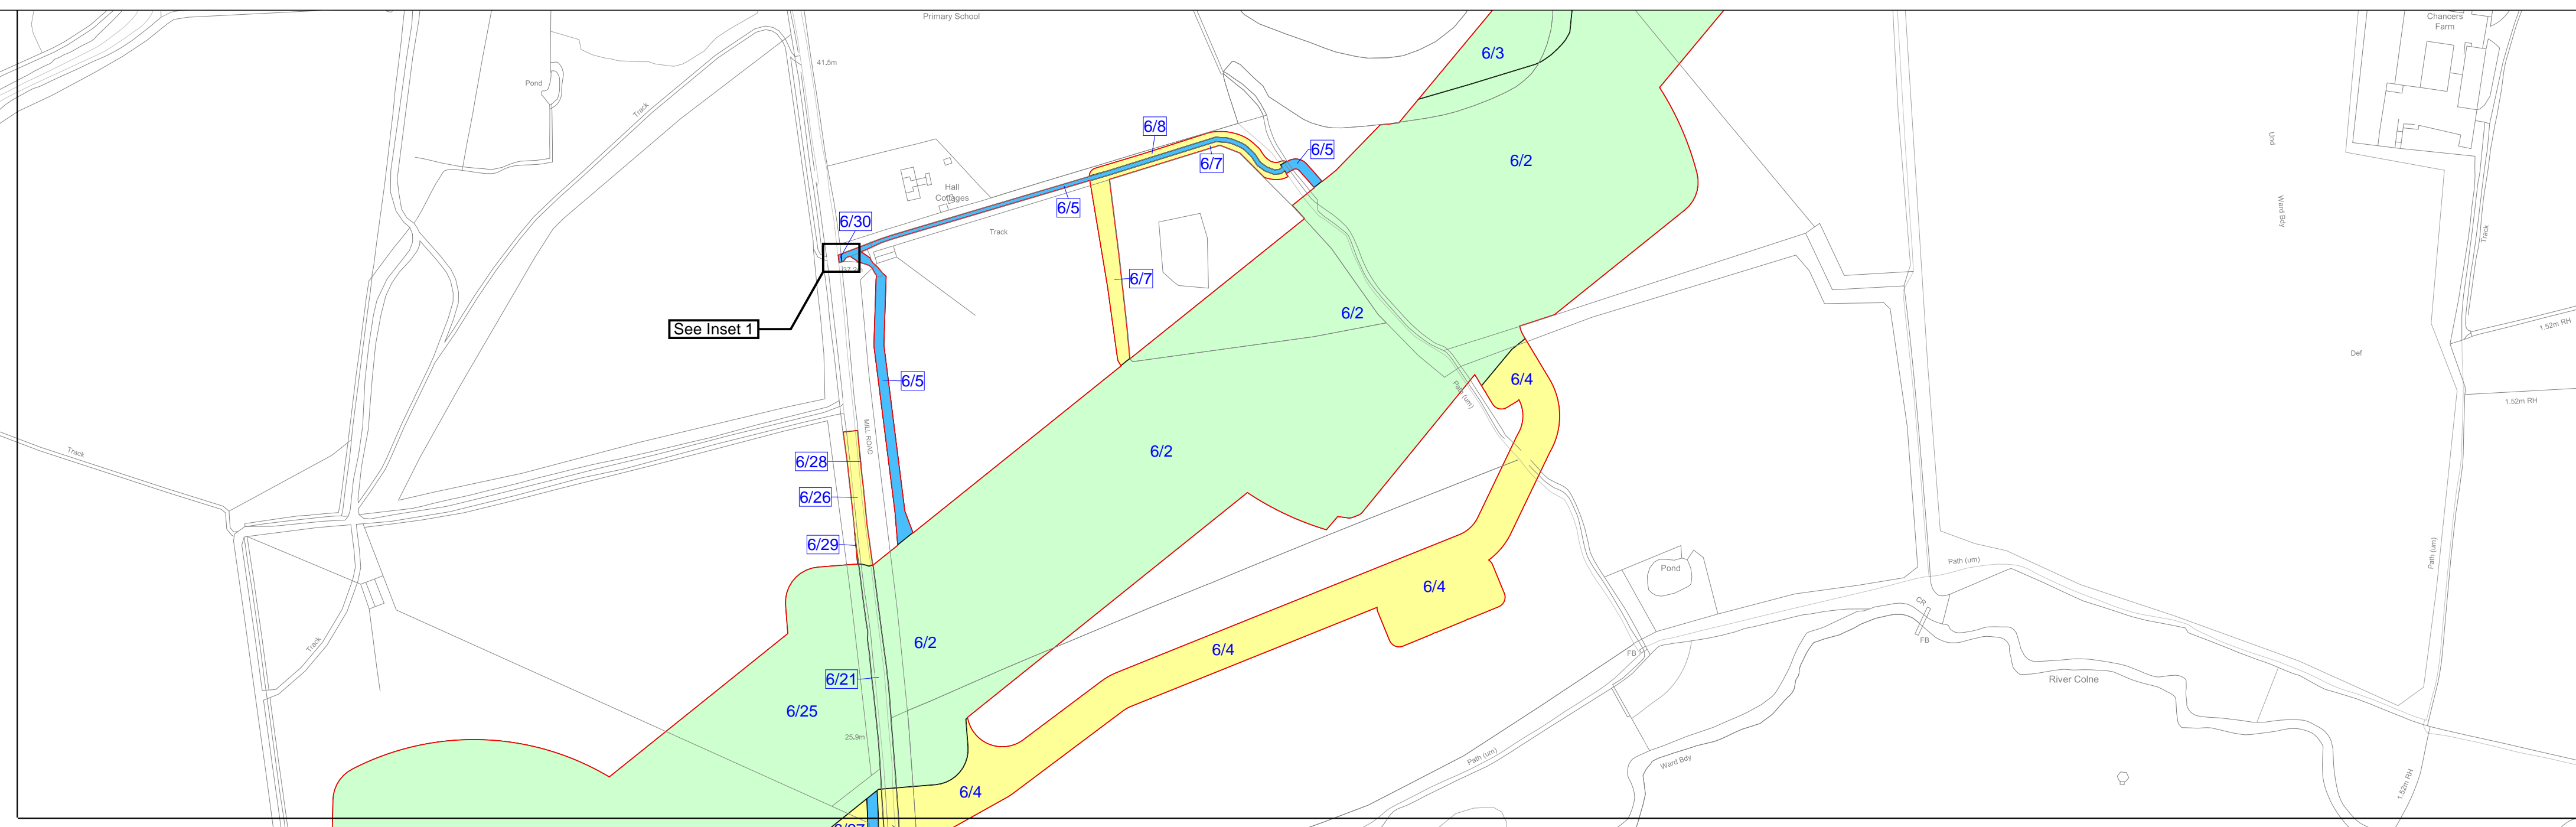 Primary School
Chancers
Farm
6/3
41.5m
Pond
Track
6/8
6/5
6/7
6/2
Und
Hall
Cottages
6/5
Ward Bdy
6/30
Track
Track
37.2m
6/7
6/2
See Inset 1
1.52m RH
Def
6/5
6/4
Path (um)
1.52m RH
MILL ROAD
Track
6/2
6/28
6/26
6/29
Path (um)
Path (um)
Pond
6/4
CR
FB
Track
6/2
6/4
FB
6/21
River Colne
6/25
25.9m
Path (um)
Ward Bdy
1.52m RH
6/4